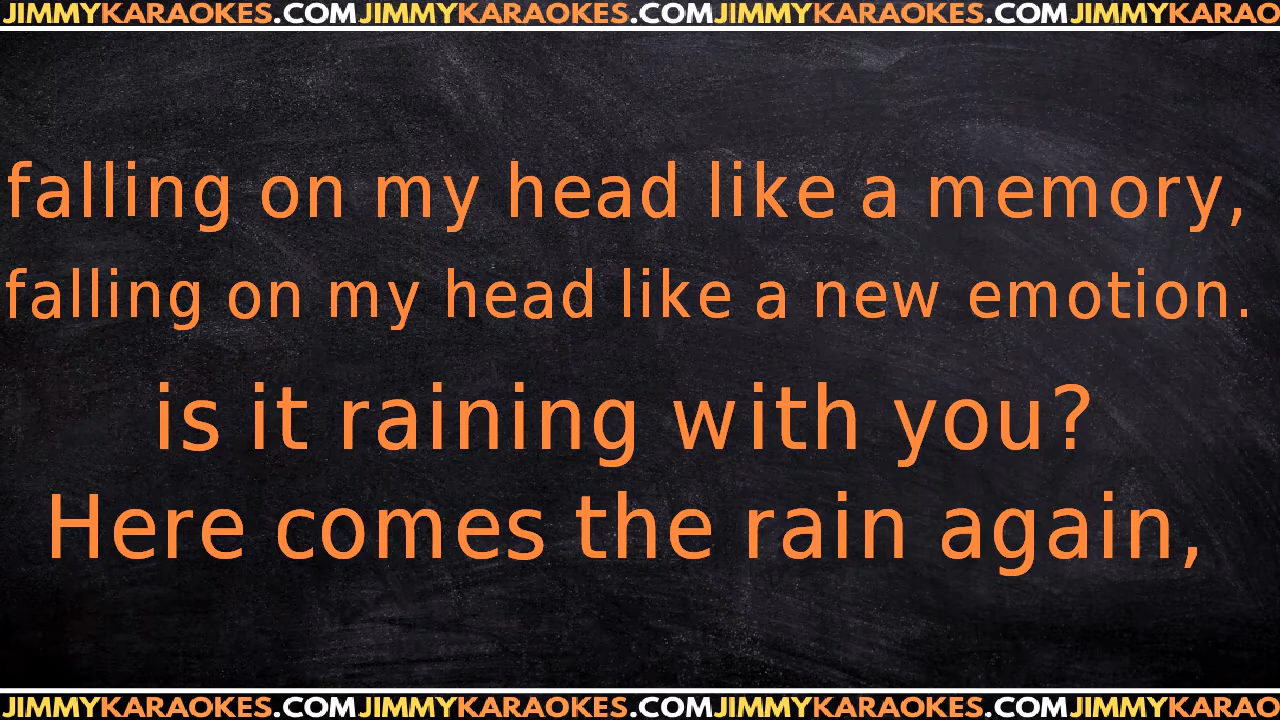 JIMMYKARAOKES.COMJIMMYKARAOKES.COMJIMMYKARAOKES.COMJIMMYKARAO
falling on my head like a memory,
falling on my head like a new emotion.
is it raining with you?
Here comes the rain again,
JIMMYKARAOKES.COMJIMMYKARAOKES.COMJIMMYKARAOKES.COMJIMMYKARAO